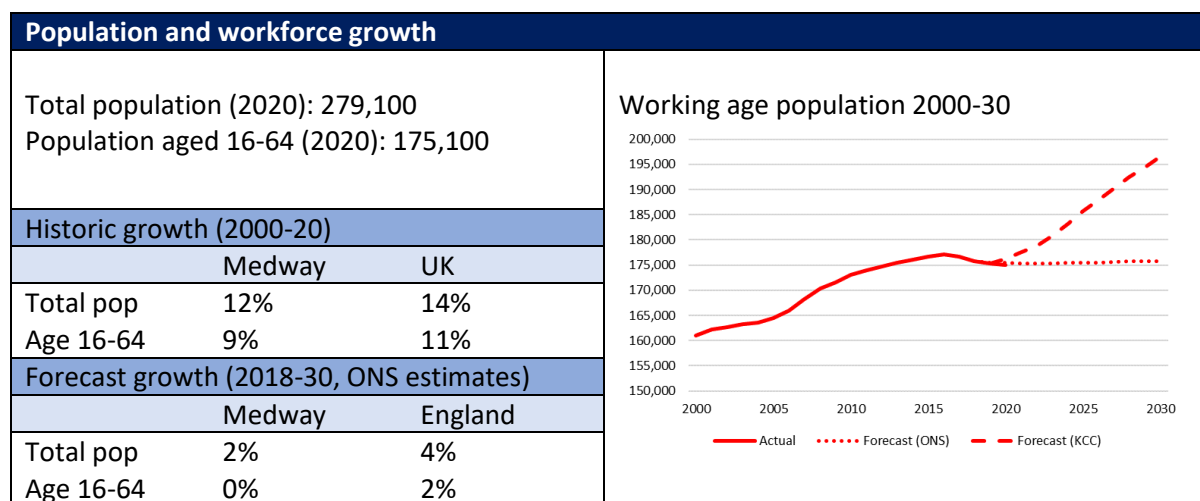 Population and workforce growth
Total population (2020): 279,100
Population aged 16-64 (2020): 175,100
Historic growth (2000-20)
Medway UK
Total pop 12% 14%
Age 16-64 9% 11%
Forecast growth (2018-30, ONS estimates)
Medway England
Total pop 2% 4%
Age 16-64 0% 2%
Working age population 2000-30
200,000
195,000
190,000
185,000
180,000
175,000
170,000
165,000
160,000
155,000
150,000
2000 2005 2010 2015 2020 2025 2030
Actual Forecast (ONS) Forecast (KCC)